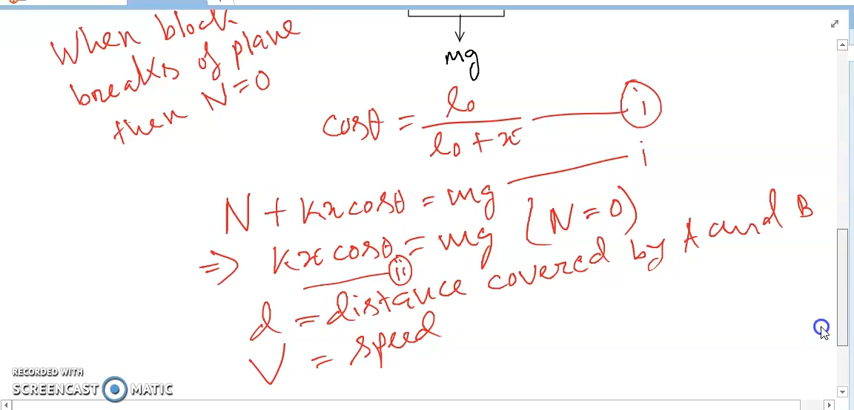 When block
breaks of plane
then N=0
mg
cosθ = l₀ / (l₀ + x) — i
N + Kx cosθ = mg — i
⇒ Kx cosθ = mg (N = 0)
— ii
d = distance covered by A and B
V = speed
RECORDED WITH
SCREENCAST MATIC